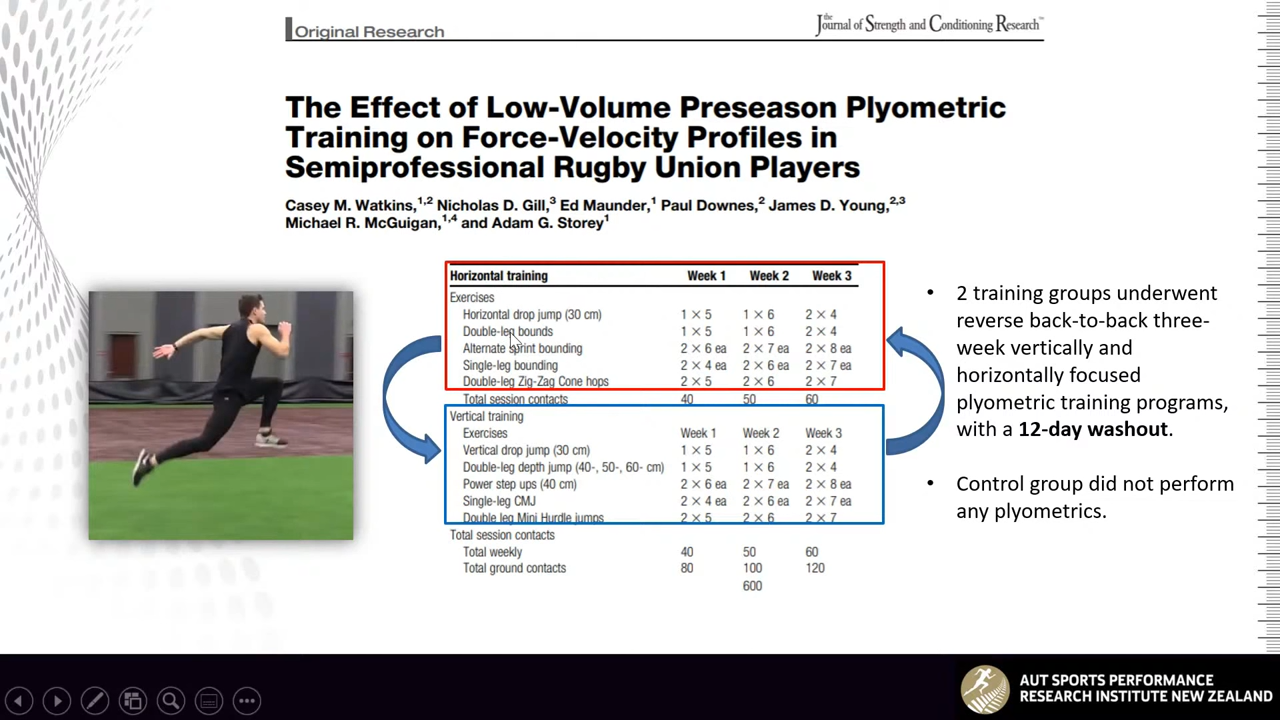 Original Research
the Journal of Strength and Conditioning Research™
The Effect of Low-Volume Preseason Plyometric
Training on Force-Velocity Profiles in
Semiprofessional Rugby Union Players
Casey M. Watkins,1,2 Nicholas D. Gill,3 Ed Maunder,1 Paul Downes,2 James D. Young,2,3
Michael R. McGuigan,1,4 and Adam G. Storey1
Horizontal training Week 1 Week 2 Week 3
Exercises
Horizontal drop jump (30 cm) 1 × 5 1 × 6 2 × 4
Double-leg bounds 1 × 5 1 × 6 2 × 4
Alternate sprint bounding 2 × 6 ea 2 × 7 ea 2 × 8 ea
Single-leg bounding 2 × 4 ea 2 × 6 ea 2 × 7 ea
Double-leg Zig-Zag Cone hops 2 × 5 2 × 6 2 × 7
Total session contacts 40 50 60
Vertical training
Exercises Week 1 Week 2 Week 3
Vertical drop jump (30 cm) 1 × 5 1 × 6 2 × 4
Double-leg depth jump (40-, 50-, 60- cm) 1 × 5 1 × 6 2 × 4
Power step ups (40 cm) 2 × 6 ea 2 × 7 ea 2 × 8 ea
Single-leg CMJ 2 × 4 ea 2 × 6 ea 2 × 7 ea
Double leg Mini Hurdle jumps 2 × 5 2 × 6 2 × 7
Total session contacts
Total weekly 40 50 60
Total ground contacts 80 100 120
600
• 2 training groups underwent
reverse back-to-back three-
week vertically and
horizontally focused
plyometric training programs,
with a 12-day washout.
• Control group did not perform
any plyometrics.
AUT SPORTS PERFORMANCE
RESEARCH INSTITUTE NEW ZEALAND